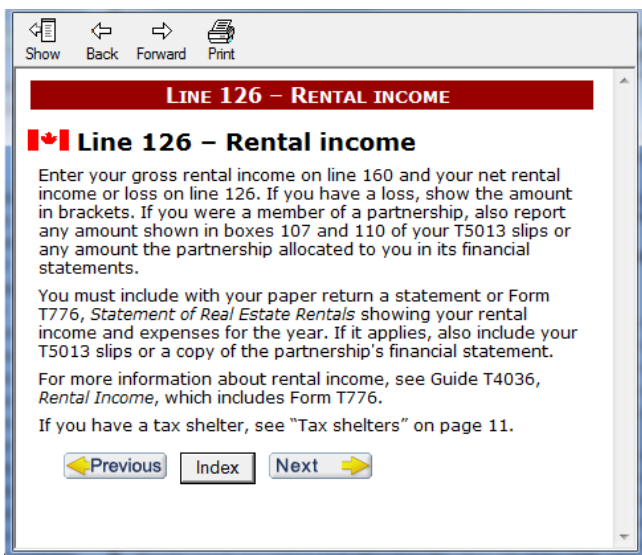 Show Back Forward Print
LINE 126 – RENTAL INCOME
Line 126 – Rental income
Enter your gross rental income on line 160 and your net rental
income or loss on line 126. If you have a loss, show the amount
in brackets. If you were a member of a partnership, also report
any amount shown in boxes 107 and 110 of your T5013 slips or
any amount the partnership allocated to you in its financial
statements.
You must include with your paper return a statement or Form
T776, Statement of Real Estate Rentals showing your rental
income and expenses for the year. If it applies, also include your
T5013 slips or a copy of the partnership's financial statement.
For more information about rental income, see Guide T4036,
Rental Income, which includes Form T776.
If you have a tax shelter, see “Tax shelters” on page 11.
Previous Index Next